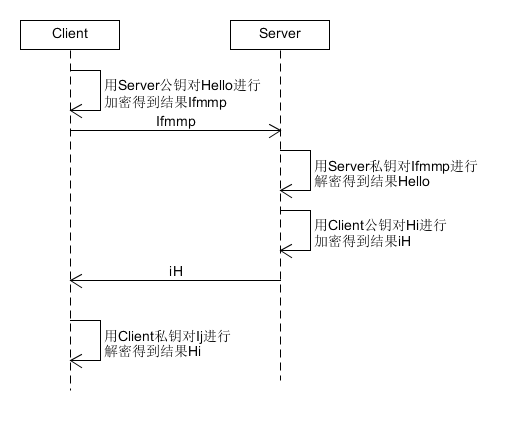 Client
Server
用Server公钥对Hello进行
加密得到结果Ifmmp
Ifmmp
用Server私钥对Ifmmp进行
解密得到结果Hello
用Client公钥对Hi进行
加密得到结果iH
iH
用Client私钥对Ij进行
解密得到结果Hi